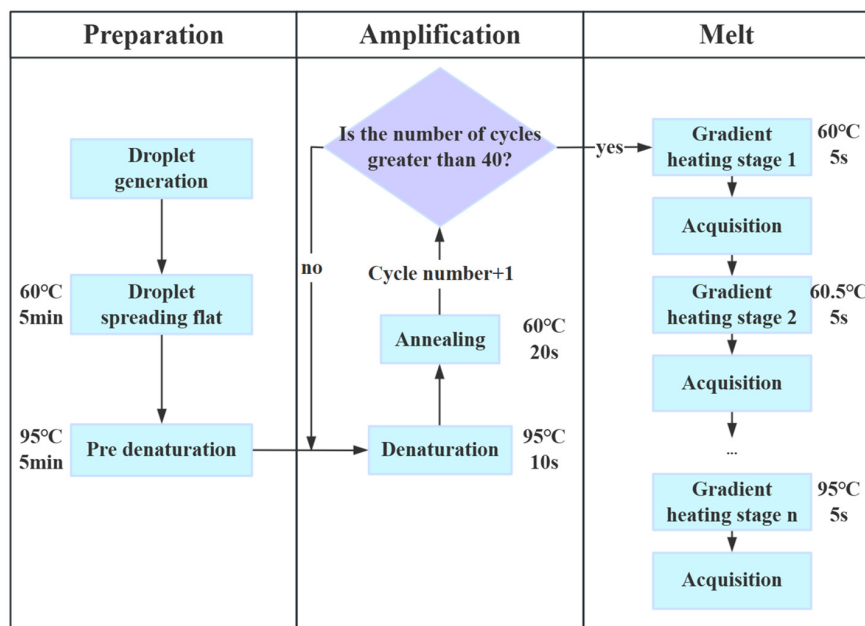 Preparation
Amplification
Melt
Droplet
generation
60℃
5min
Droplet
spreading flat
95℃
5min
Pre denaturation
Is the number of cycles
greater than 40?
yes
no
Cycle number+1
Annealing
60℃
20s
Denaturation
95℃
10s
Gradient
heating stage 1
60℃
5s
Acquisition
Gradient
heating stage 2
60.5℃
5s
Acquisition
...
Gradient
heating stage n
95℃
5s
Acquisition